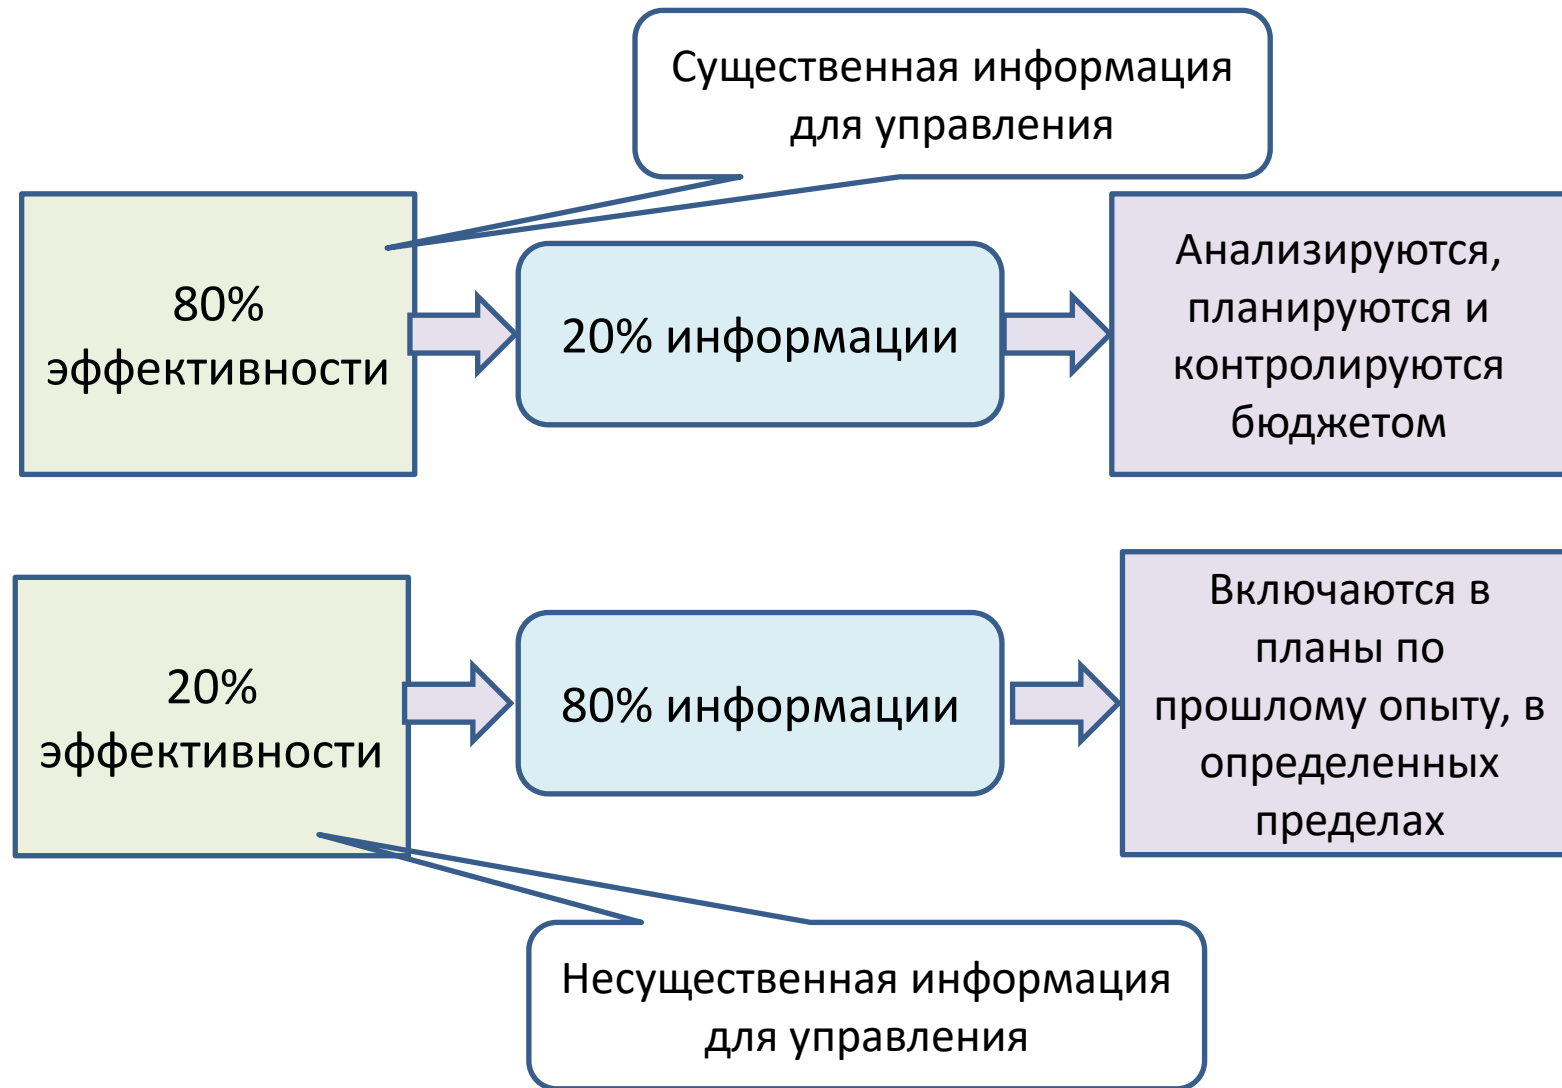 Существенная информация
для управления
80%
эффективности
20% информации
Анализируются,
планируются и
контролируются
бюджетом
20%
эффективности
80% информации
Включаются в
планы по
прошлому опыту, в
определенных
пределах
Несущественная информация
для управления